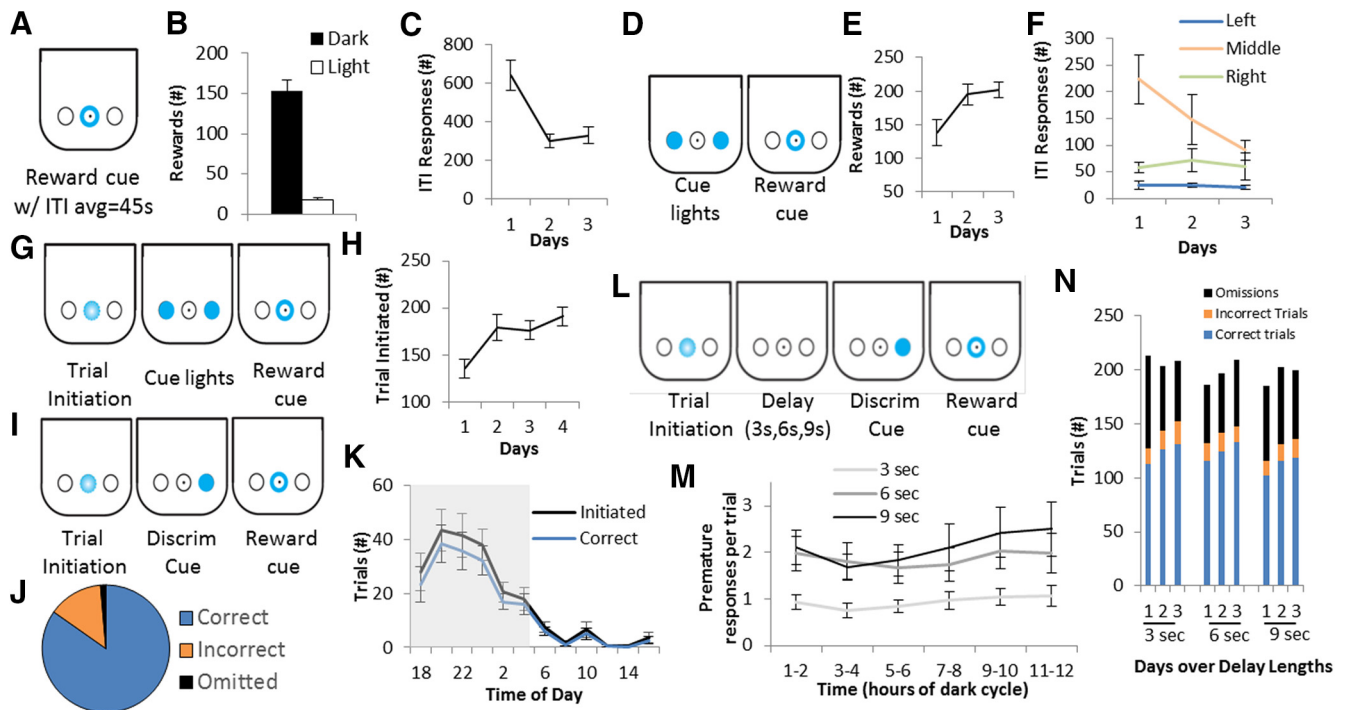 A
Reward cue
w/ ITI avg=45s
B
Dark
Light
Rewards (#)
200
150
100
50
0
C
ITI Responses (#)
800
600
400
200
0
1 2 3
Days
D
Cue
lights
Reward
cue
E
Rewards (#)
250
200
150
100
50
1 2 3
Days
F
Left
Middle
Right
ITI Responses (#)
300
250
200
150
100
50
0
1 2 3
Days
G
Trial
Initiation
Cue lights
Reward
cue
H
Trial Initiated (#)
250
200
150
100
1 2 3 4
Days
I
Trial
Initiation
Discrim
Cue
Reward
cue
J
Correct
Incorrect
Omitted
K
Initiated
Correct
Trials (#)
60
40
20
0
18 22 2 6 10 14
Time of Day
L
Trial
Initiation
Delay
(3s,6s,9s)
Discrim
Cue
Reward
cue
M
3 sec
6 sec
9 sec
Premature
responses per trial
3
2
1
0
1-2 3-4 5-6 7-8 9-10 11-12
Time (hours of dark cycle)
N
Omissions
Incorrect Trials
Correct trials
Trials (#)
250
200
150
100
50
0
1 2 3 1 2 3 1 2 3
3 sec 6 sec 9 sec
Days over Delay Lengths